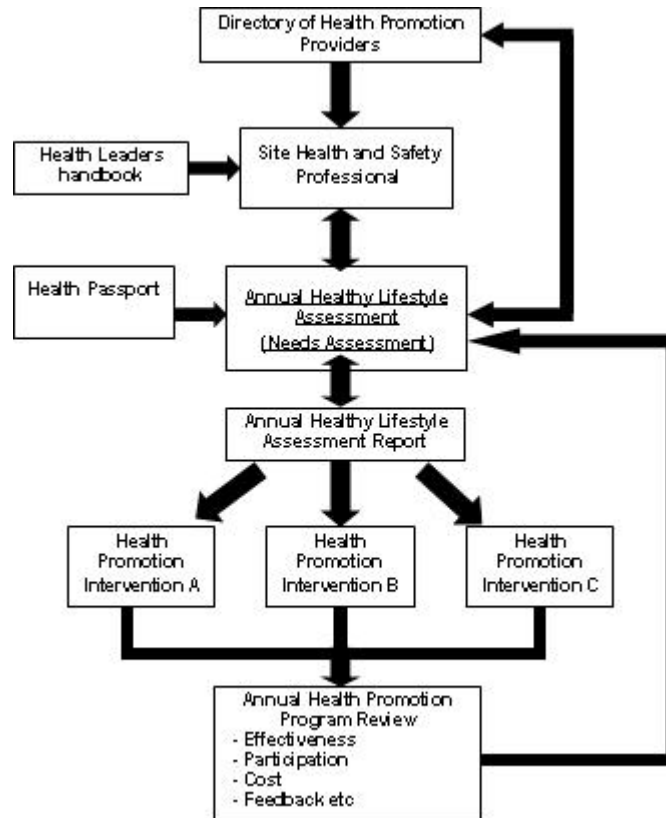 Directory of Health Promotion
Providers
Health Leaders
handbook
Site Health and Safety
Professional
Health Passport
Annual Healthy Lifestyle
Assessment
(Needs Assessment)
Annual Healthy Lifestyle
Assessment Report
Health
Promotion
Intervention A
Health
Promotion
Intervention B
Health
Promotion
Intervention C
Annual Health Promotion
Program Review
- Effectiveness
- Participation
- Cost
- Feedback etc